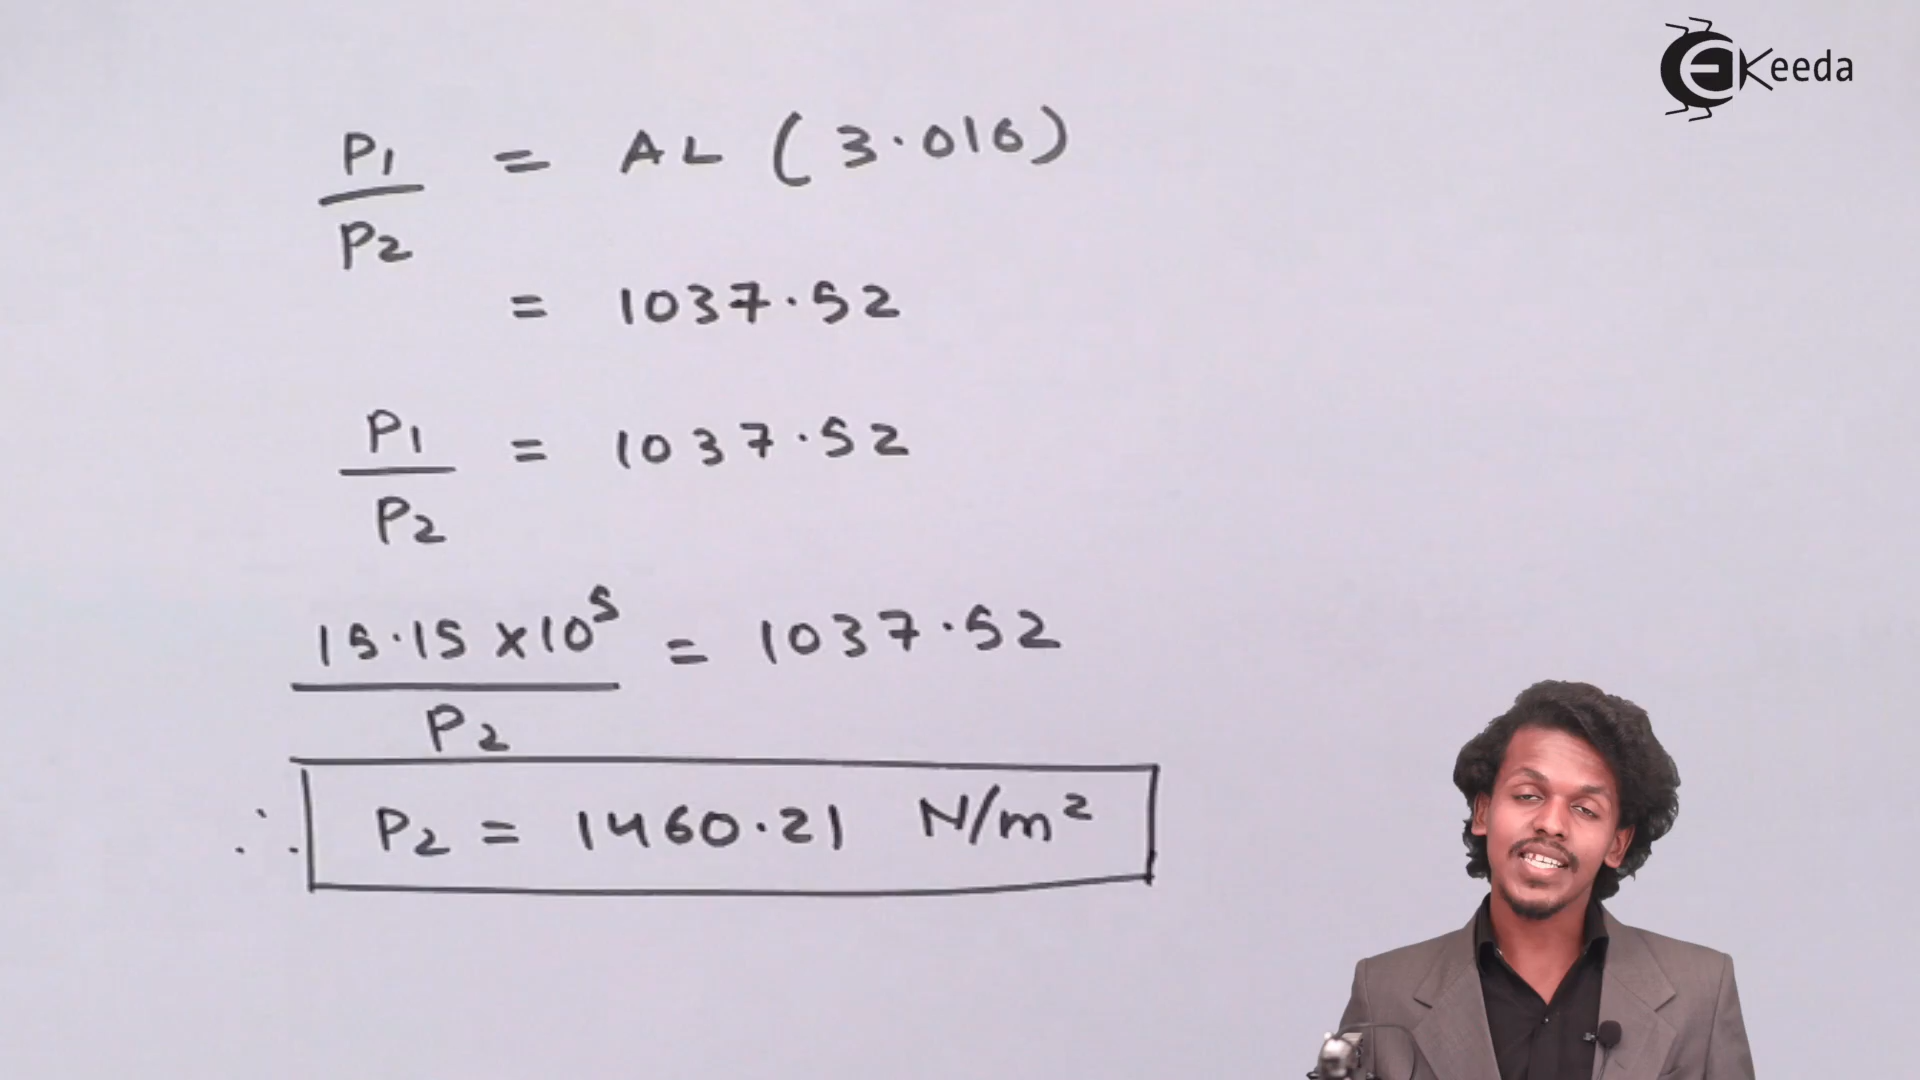 EKeeda
P1 / P2 = AL (3.016)
= 1037.52
P1 / P2 = 1037.52
15.15 x10^5 / P2 = 1037.52
∴ P2 = 1460.21 N/m²